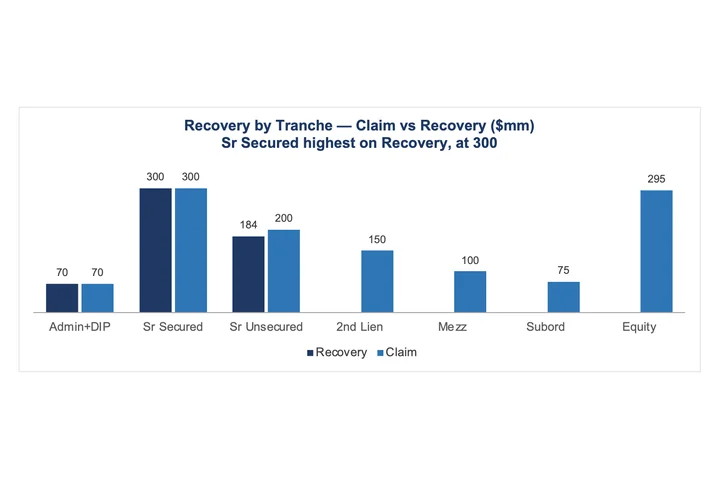 Recovery by Tranche — Claim vs Recovery ($mm)
Sr Secured highest on Recovery, at 300
70 70 300 300 184 200 150 100 75 295
Admin+DIP Sr Secured Sr Unsecured 2nd Lien Mezz Subord Equity
Recovery Claim